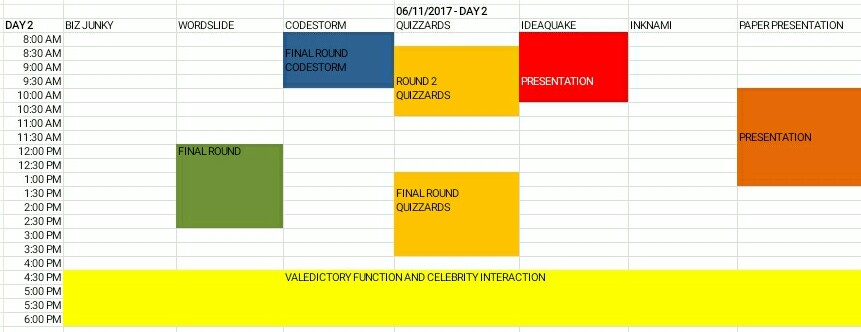 06/11/2017 - DAY 2
DAY 2 BIZ JUNKY WORDSLIDE CODESTORM QUIZZARDS IDEAQUAKE INKNAMI PAPER PRESENTATION
8:00 AM
8:30 AM FINAL ROUND
9:00 AM CODESTORM
9:30 AM ROUND 2 PRESENTATION
10:00 AM QUIZZARDS
10:30 AM
11:00 AM
11:30 AM PRESENTATION
12:00 PM FINAL ROUND
12:30 PM
1:00 PM
1:30 PM FINAL ROUND
2:00 PM QUIZZARDS
2:30 PM
3:00 PM
3:30 PM
4:00 PM
4:30 PM VALEDICTORY FUNCTION AND CELEBRITY INTERACTION
5:00 PM
5:30 PM
6:00 PM